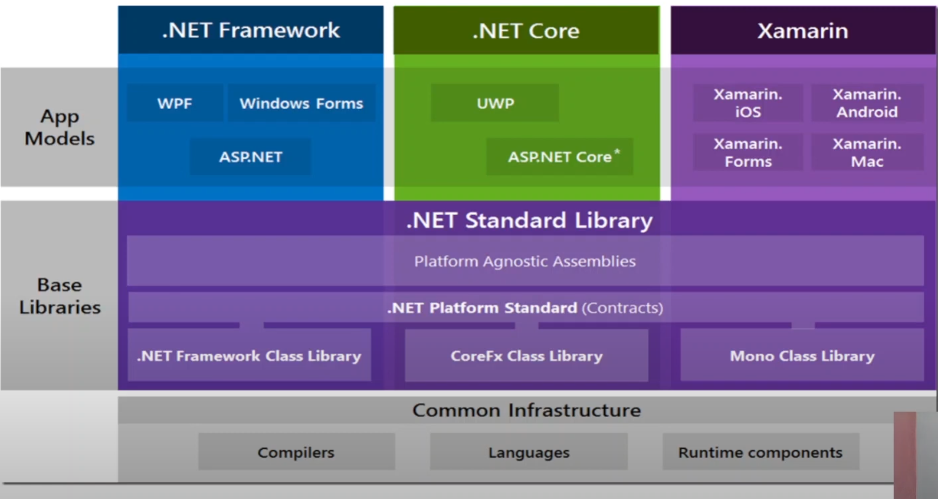 .NET Framework
.NET Core
Xamarin
App
Models
WPF
Windows Forms
ASP.NET
UWP
ASP.NET Core*
Xamarin.
iOS
Xamarin.
Android
Xamarin.
Forms
Xamarin.
Mac
Base
Libraries
.NET Standard Library
Platform Agnostic Assemblies
.NET Platform Standard (Contracts)
.NET Framework Class Library
CoreFx Class Library
Mono Class Library
Common Infrastructure
Compilers
Languages
Runtime components